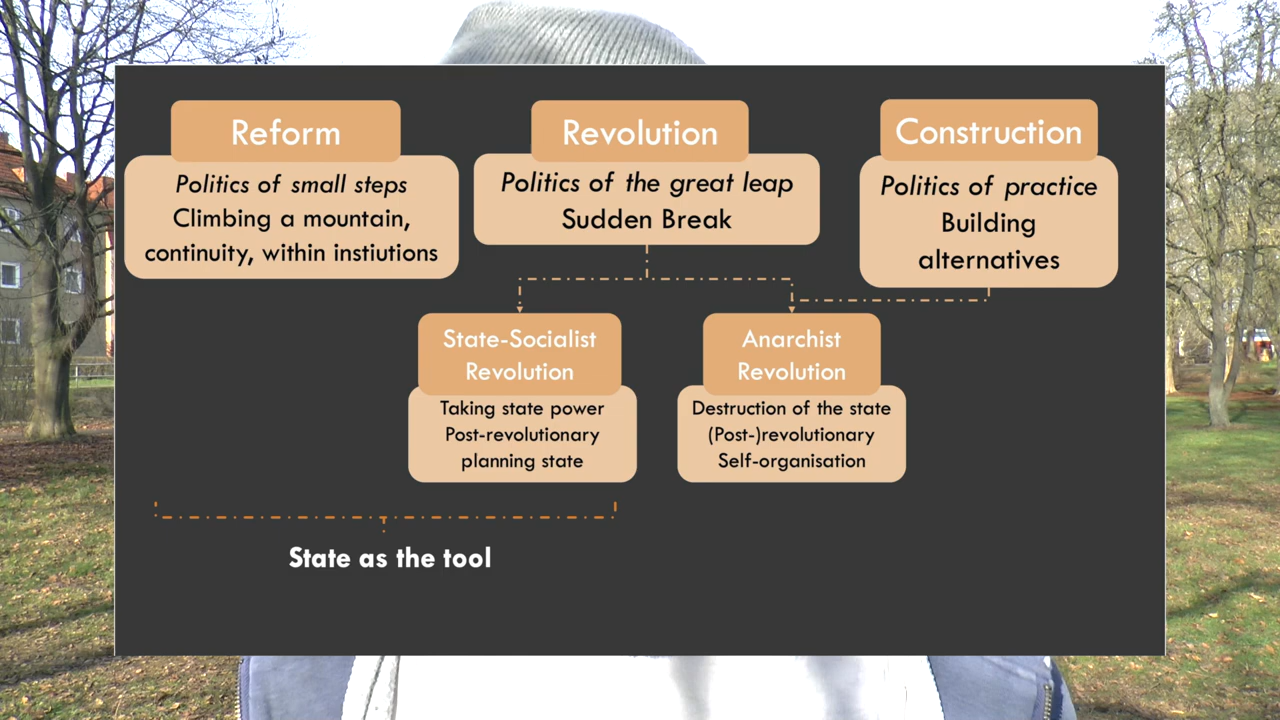 Reform
Politics of small steps
Climbing a mountain,
continuity, within instiutions
Revolution
Politics of the great leap
Sudden Break
Construction
Politics of practice
Building
alternatives
State-Socialist
Revolution
Taking state power
Post-revolutionary
planning state
Anarchist
Revolution
Destruction of the state
(Post-)revolutionary
Self-organisation
State as the tool